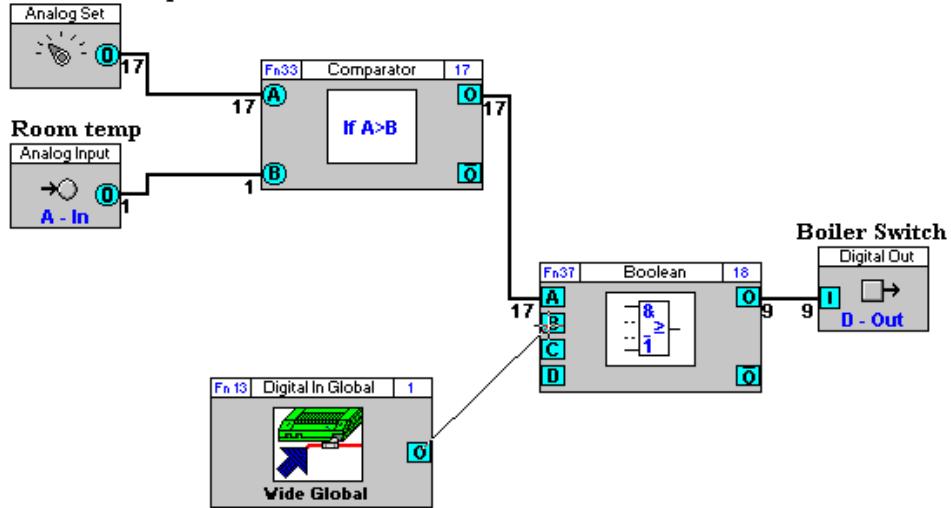 Analog Set
O
17
Fn33 Comparator 17
17 A
If A>B
O
17
Room temp
Analog Input
O
A - In
1
1 B
O
Boiler Switch
Digital Out
I
D - Out
Fn37 Boolean 18
17 A
B
C
D
&
≥
1
O
9
9
O
Fn 13 Digital In Global 1
O
Wide Global